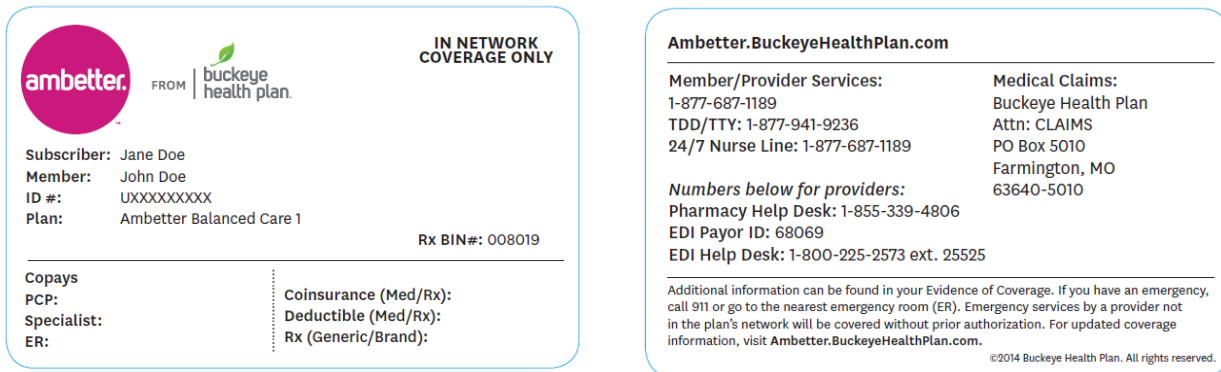 IN NETWORK
COVERAGE ONLY
ambetter.
™
FROM
buckeye
health plan.
Subscriber: Jane Doe
Member: John Doe
ID #: UXXXXXXXXX
Plan: Ambetter Balanced Care 1
Rx BIN#: 008019
Copays
PCP:
Specialist:
ER:
Coinsurance (Med/Rx):
Deductible (Med/Rx):
Rx (Generic/Brand):
Ambetter.BuckeyeHealthPlan.com
Member/Provider Services:
1-877-687-1189
TDD/TTY: 1-877-941-9236
24/7 Nurse Line: 1-877-687-1189
Numbers below for providers:
Pharmacy Help Desk: 1-855-339-4806
EDI Payor ID: 68069
EDI Help Desk: 1-800-225-2573 ext. 25525
Medical Claims:
Buckeye Health Plan
Attn: CLAIMS
PO Box 5010
Farmington, MO
63640-5010
Additional information can be found in your Evidence of Coverage. If you have an emergency,
call 911 or go to the nearest emergency room (ER). Emergency services by a provider not
in the plan's network will be covered without prior authorization. For updated coverage
information, visit Ambetter.BuckeyeHealthPlan.com.
©2014 Buckeye Health Plan. All rights reserved.